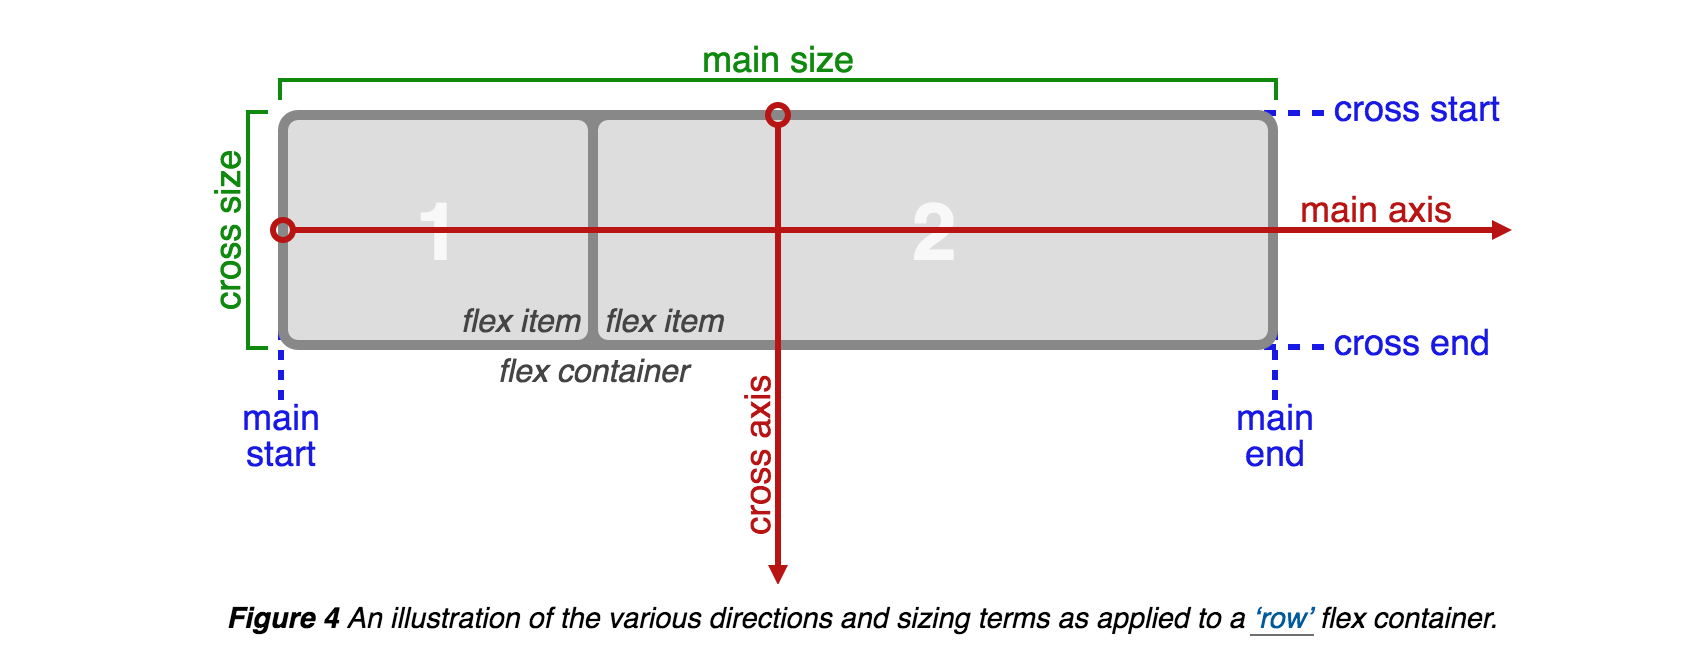 main size
cross start
cross size
1
2
main axis
flex item
flex item
cross end
flex container
main
start
cross axis
main
end
Figure 4 An illustration of the various directions and sizing terms as applied to a ‘row’ flex container.